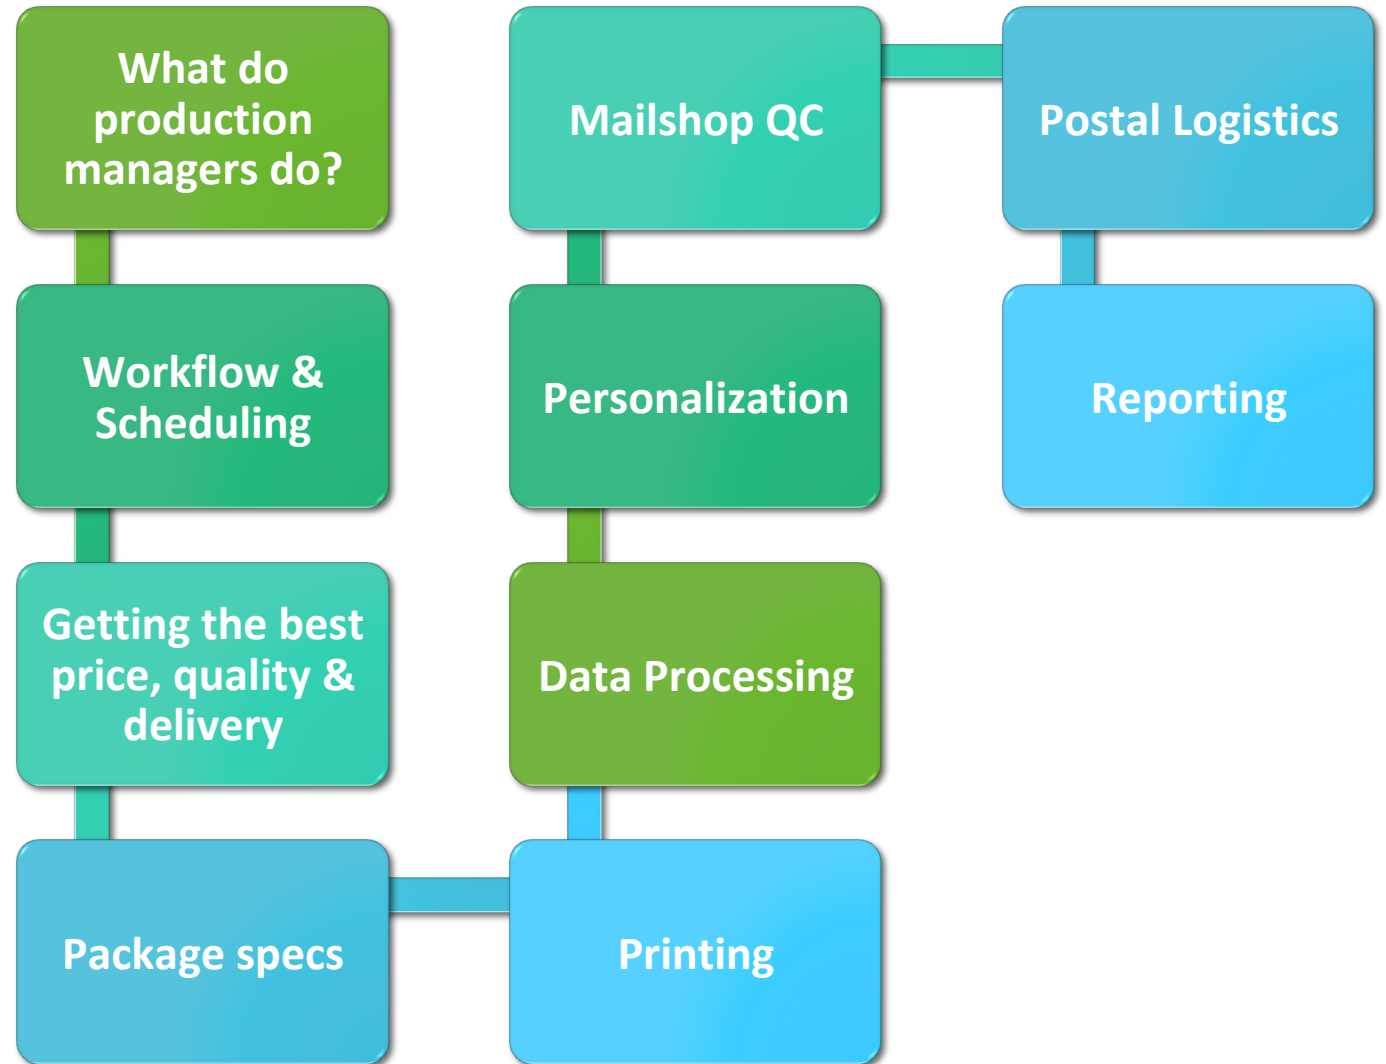 What do
production
managers do?
Workflow &
Scheduling
Getting the best
price, quality &
delivery
Package specs
Printing
Data Processing
Personalization
Mailshop QC
Postal Logistics
Reporting